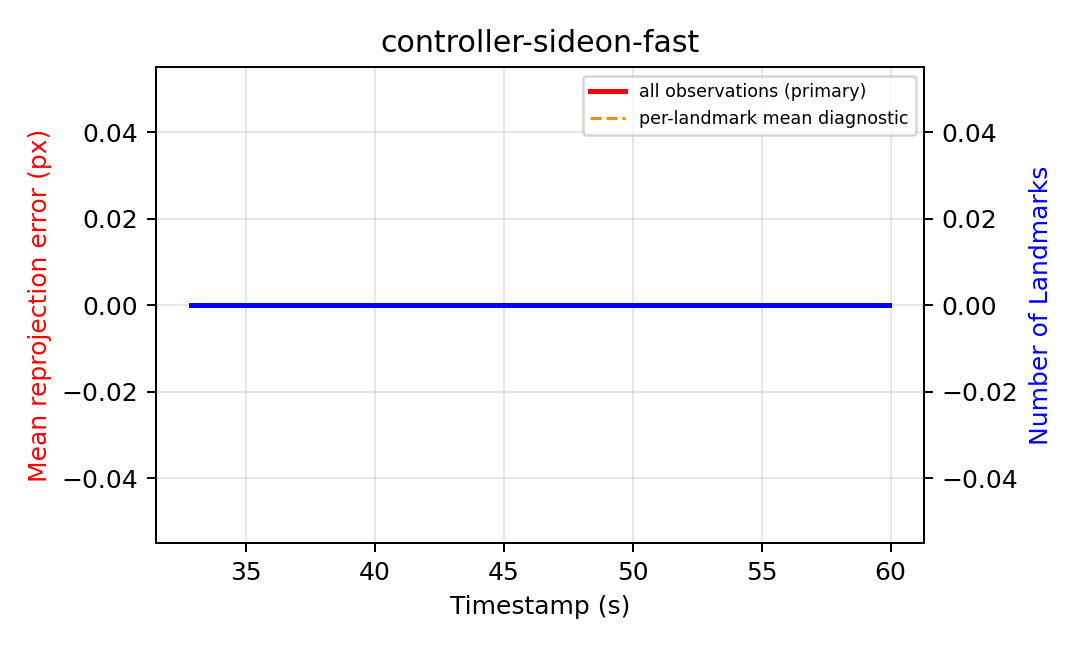 controller-sideon-fast
all observations (primary)
per-landmark mean diagnostic
Mean reprojection error (px)
0.04
0.02
0.00
−0.02
−0.04
0.04
0.02
0.00
−0.02
−0.04
Number of Landmarks
35 40 45 50 55 60
Timestamp (s)